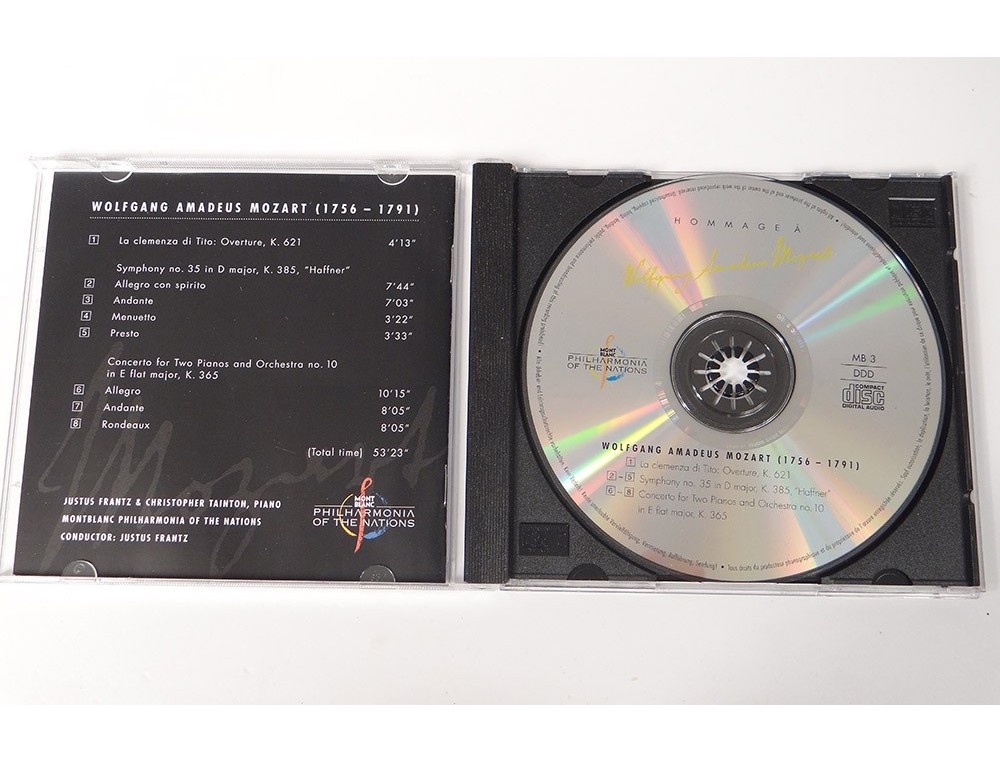 WOLFGANG AMADEUS MOZART (1756 – 1791)
1 La clemenza di Tito: Overture, K. 621 4'13"
Symphony no. 35 in D major, K. 385, "Haffner"
2 Allegro con spirito 7'44"
3 Andante 7'03"
4 Menuetto 3'22"
5 Presto 3'33"
Concerto for Two Pianos and Orchestra no. 10
in E flat major, K. 365
6 Allegro 10'15"
7 Andante 8'05"
8 Rondeaux 8'05"
(Total time) 53'23"
Mozart
JUSTUS FRANTZ & CHRISTOPHER TAINTON, PIANO
MONTBLANC PHILHARMONIA OF THE NATIONS
CONDUCTOR: JUSTUS FRANTZ
MONT
BLANC
PHILHARMONIA
OF THE NATIONS
HOMMAGE Á
Wolfgang Amadeus Mozart
MONT
BLANC
PHILHARMONIA
OF THE NATIONS
MB 3
DDD
COMPACT
disc
DIGITAL AUDIO
WOLFGANG AMADEUS MOZART (1756 – 1791)
1 La clemenza di Tito: Overture, K. 621
2 – 5 Symphony no. 35 in D major, K. 385, "Haffner"
6 – 8 Concerto for Two Pianos and Orchestra no. 10
in E flat major, K. 365